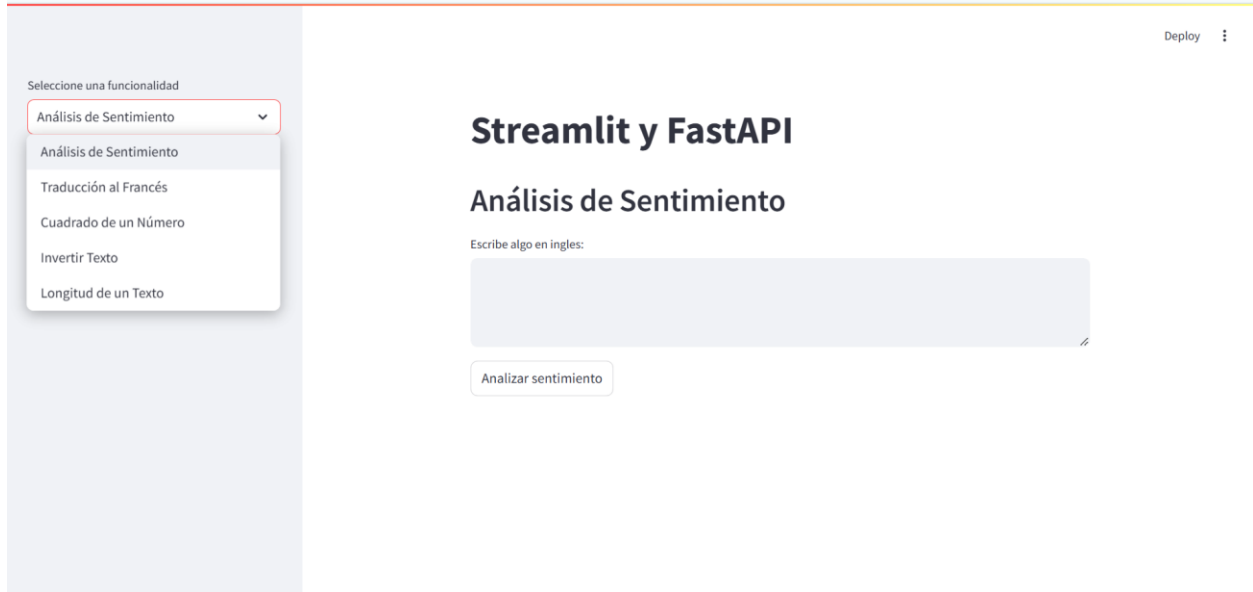 Deploy
Seleccione una funcionalidad
Análisis de Sentimiento
Análisis de Sentimiento
Traducción al Francés
Cuadrado de un Número
Invertir Texto
Longitud de un Texto
Streamlit y FastAPI
Análisis de Sentimiento
Escribe algo en ingles:
Analizar sentimiento